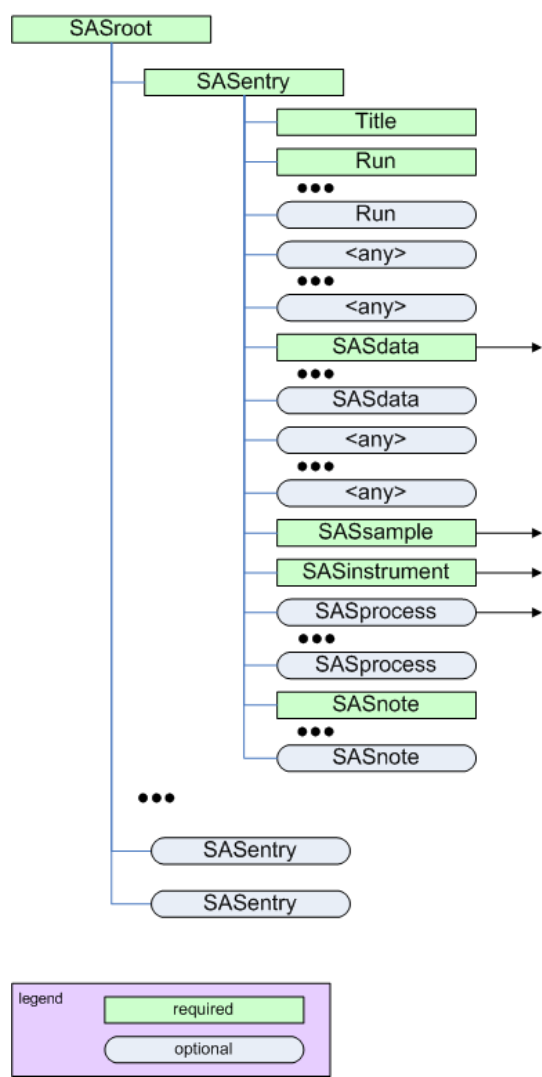 SASroot
SASentry
Title
Run
•••
Run
<any>
•••
<any>
SASdata
•••
SASdata
<any>
•••
<any>
SASsample
SASinstrument
SASprocess
•••
SASprocess
SASnote
•••
SASnote
•••
SASentry
SASentry
legend
required
optional